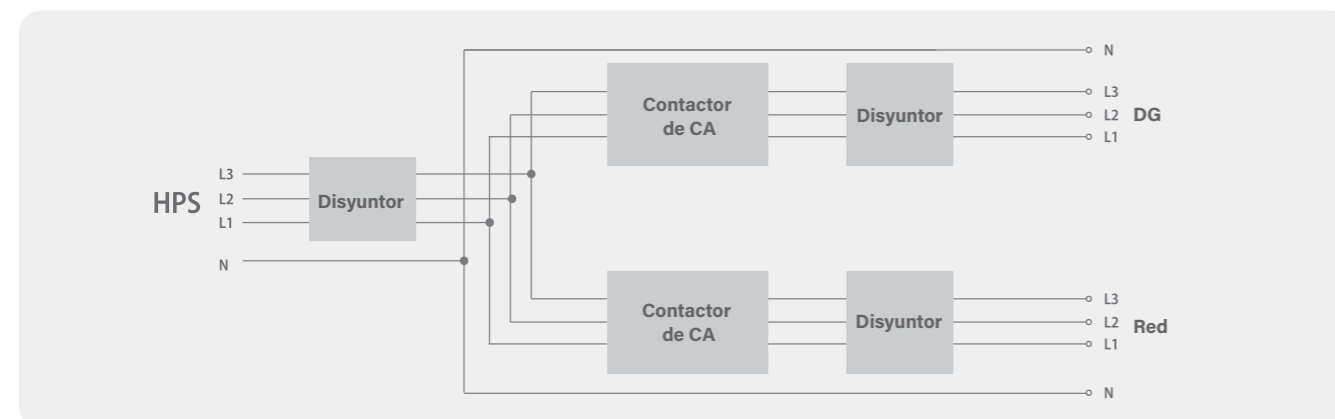 N
L3
Contactor
de CA
Disyuntor
L2 DG
L1
L3
HPS L2 Disyuntor
L1
N
L3
Contactor
de CA
Disyuntor
L2 Red
L1
N